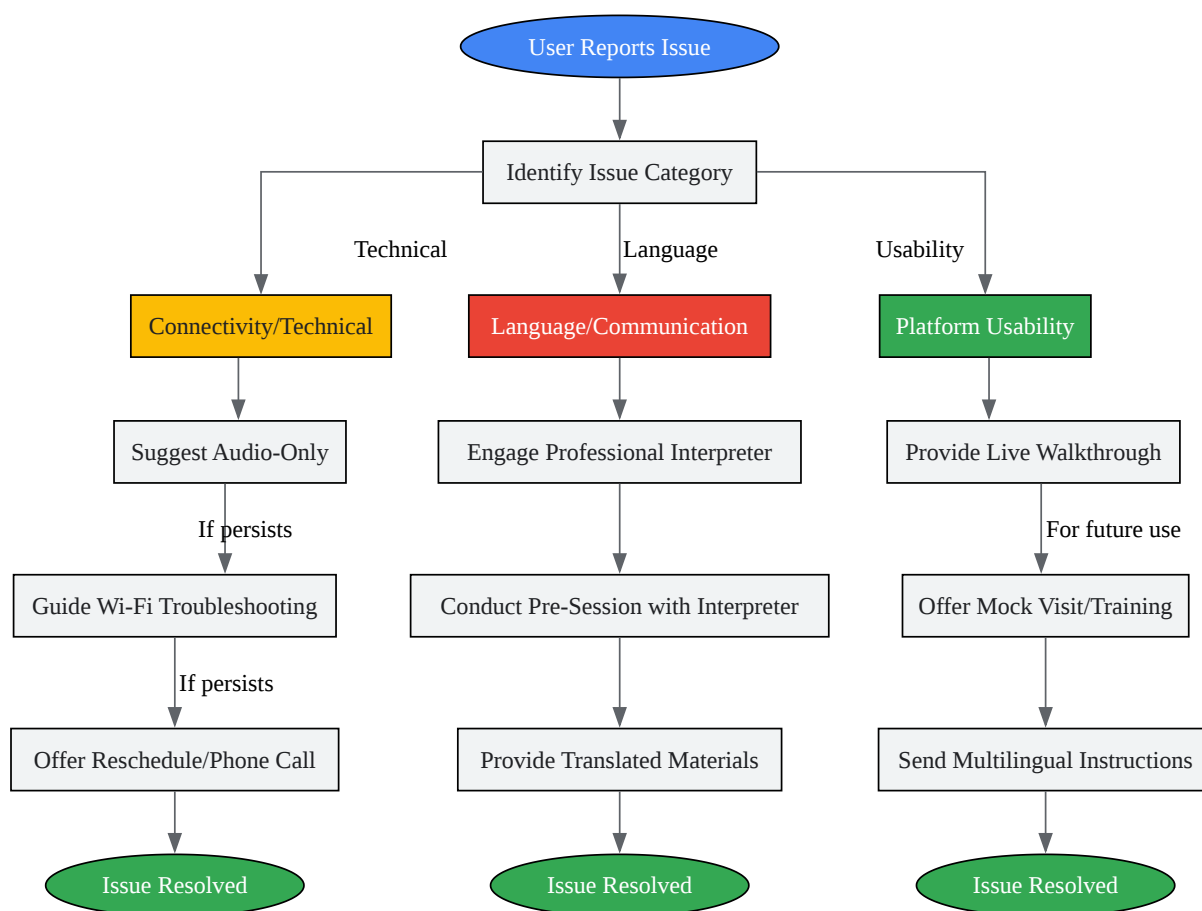 User Reports Issue
Identify Issue Category
Technical
Language
Usability
Connectivity/Technical
Language/Communication
Platform Usability
Suggest Audio-Only
Engage Professional Interpreter
Provide Live Walkthrough
If persists
For future use
Guide Wi-Fi Troubleshooting
Conduct Pre-Session with Interpreter
Offer Mock Visit/Training
If persists
Offer Reschedule/Phone Call
Provide Translated Materials
Send Multilingual Instructions
Issue Resolved
Issue Resolved
Issue Resolved